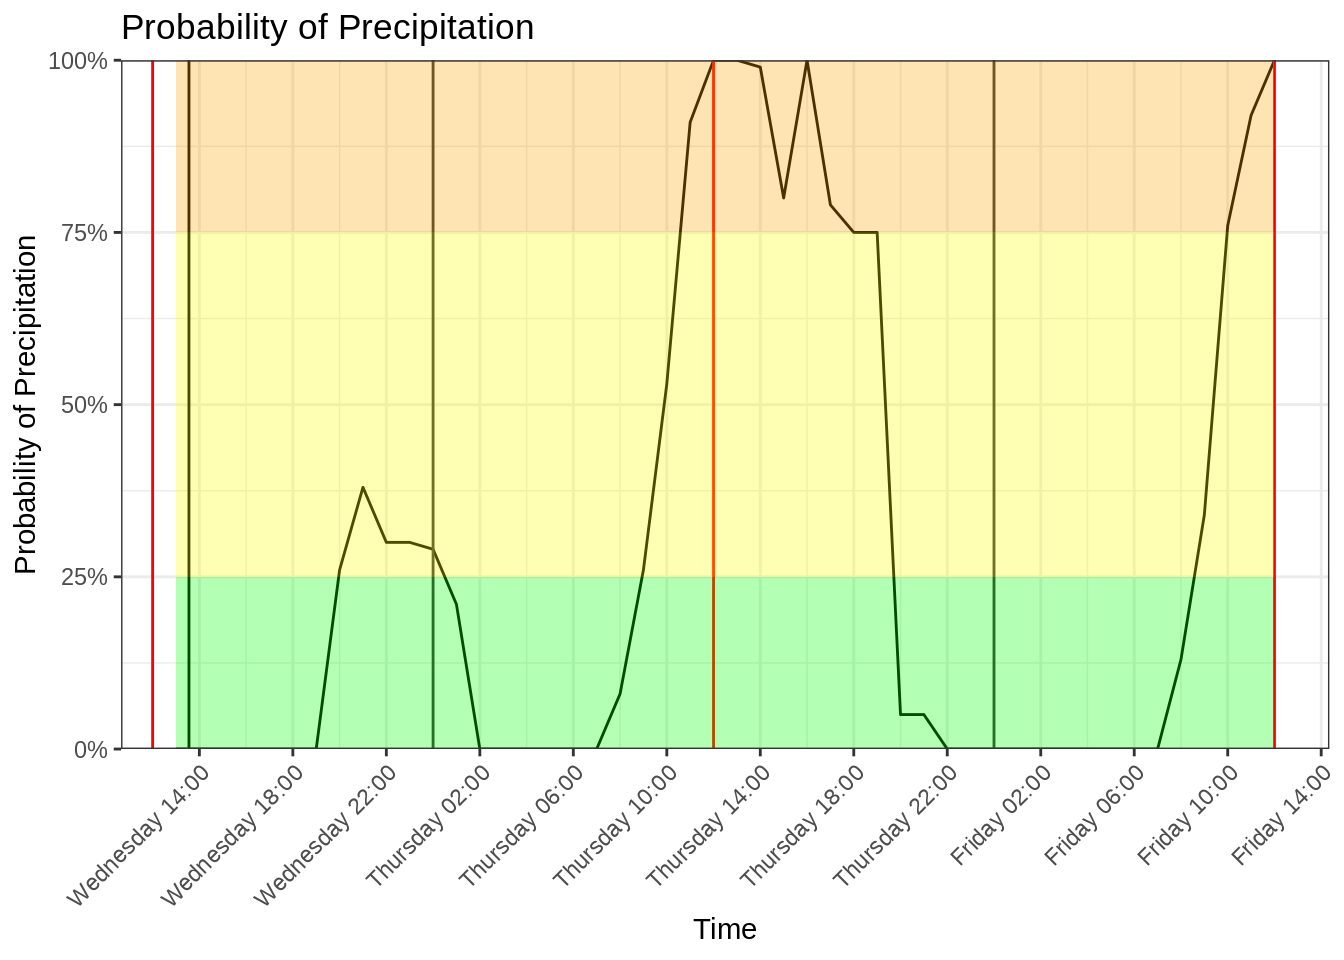 Probability of Precipitation
Probability of Precipitation
100%
75%
50%
25%
0%
Wednesday 14:00
Wednesday 18:00
Wednesday 22:00
Thursday 02:00
Thursday 06:00
Thursday 10:00
Thursday 14:00
Thursday 18:00
Thursday 22:00
Friday 02:00
Friday 06:00
Friday 10:00
Friday 14:00
Time